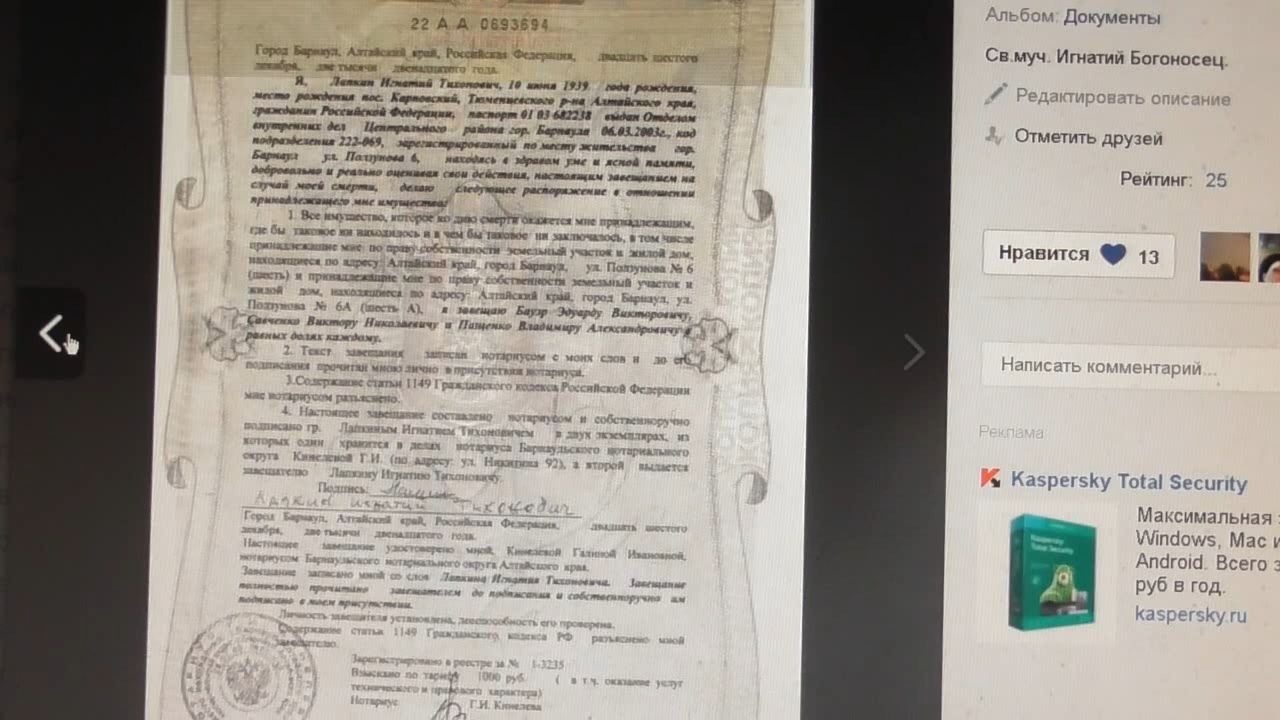 22 А А 0693694
Город Барнаул, Алтайский край, Российская Федерация, двадцать шестого
декабря, две тысячи двенадцатого года.
Я, Лапкин Игнатий Тихонович, 10 июня 1939 года рождения,
место рождения пос. Карповский, Тюменцевского р-на Алтайского края,
гражданин Российской Федерации, паспорт 01 03 682238 выдан Отделом
внутренних дел Центрального района гор. Барнаула 06.03.2003г., код
подразделения 222-069, зарегистрированный по месту жительства гор.
Барнаул ул. Ползунова 6, находясь в здравом уме и ясной памяти,
добровольно и реально оценивая свои действия, настоящим завещанием на
случай моей смерти, делаю следующее распоряжение в отношении
принадлежащего мне имущества:
1. Все имущество, которое ко дню смерти окажется мне принадлежащим,
где бы таковое ни находилось и в чем бы таковое ни заключалось, в том числе
принадлежащие мне по праву собственности земельный участок и жилой дом,
находящиеся по адресу: Алтайский край, город Барнаул, ул. Ползунова № 6
(шесть) и принадлежащие мне по праву собственности земельный участок и
жилой дом, находящиеся по адресу: Алтайский край, город Барнаул, ул.
Ползунова № 6А (шесть А), я завещаю Бауэр Эдуарду Викторовичу,
Савченко Виктору Николаевичу и Пащенко Владимиру Александровичу в
равных долях каждому.
2. Текст завещания записан нотариусом с моих слов и до его
подписания прочитан мною лично в присутствии нотариуса.
3.Содержание статьи 1149 Гражданского кодекса Российской Федерации
мне нотариусом разъяснено.
4. Настоящее завещание составлено нотариусом и собственноручно
подписано гр. Лапкиным Игнатием Тихоновичем в двух экземплярах, из
которых один хранится в делах нотариуса Барнаульского нотариального
округа Кинелевой Г.И. (по адресу: ул. Никитина 92), а второй выдается
завещателю Лапкину Игнатию Тихоновичу.
Подпись:
Лапкин Игнатий Тихонович
Город Барнаул, Алтайский край, Российская Федерация, двадцать шестого
декабря, две тысячи двенадцатого года.
Настоящее завещание удостоверено мной, Кинелевой Галиной Ивановной,
нотариусом Барнаульского нотариального округа Алтайского края.
Завещание записано мной со слов Лапкина Игнатия Тихоновича. Завещание
полностью прочитано завещателем до подписания и собственноручно им
подписано в моем присутствии.
Личность завещателя установлена, дееспособность его проверена.
Содержание статьи 1149 Гражданского кодекса РФ разъяснено мной
завещателю.
Зарегистрировано в реестре за № 1-3235
Взыскано по тарифу 1000 руб. ( в т.ч. оказание услуг
технического и правового характера)
Нотариус Г.И. Кинелева
Альбом: Документы
Св.муч. Игнатий Богоносец.
Редактировать описание
Отметить друзей
Рейтинг: 25
Нравится 13
Написать комментарий...
Реклама
Kaspersky Total Security
Kaspersky
Total Security
Максимальная
Windows, Mac и
Android. Всего
руб в год.
kaspersky.ru